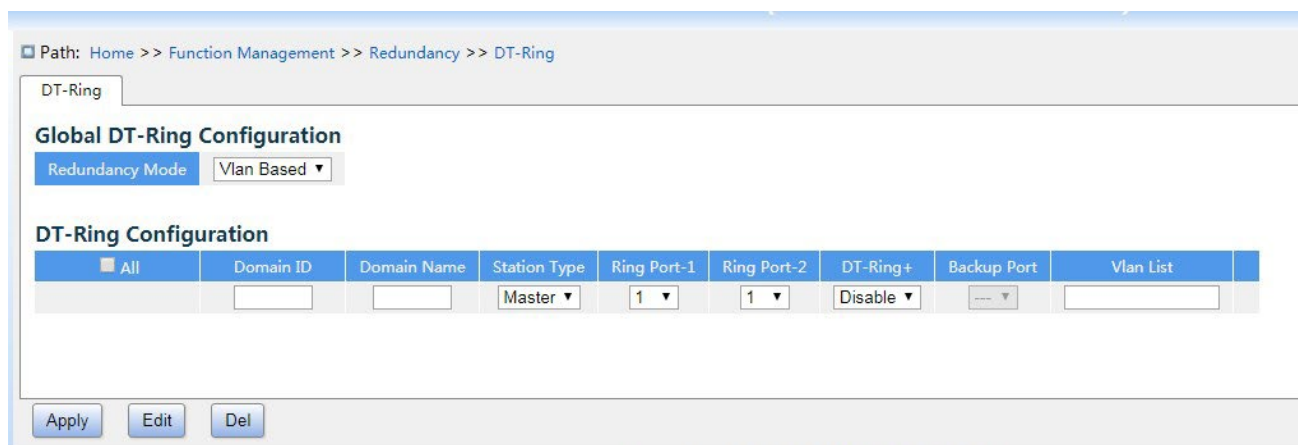 Path: Home >> Function Management >> Redundancy >> DT-Ring
DT-Ring
Global DT-Ring Configuration
Redundancy Mode Vlan Based
DT-Ring Configuration
All Domain ID Domain Name Station Type Ring Port-1 Ring Port-2 DT-Ring+ Backup Port Vlan List
Master 1 1 Disable ---
Apply Edit Del